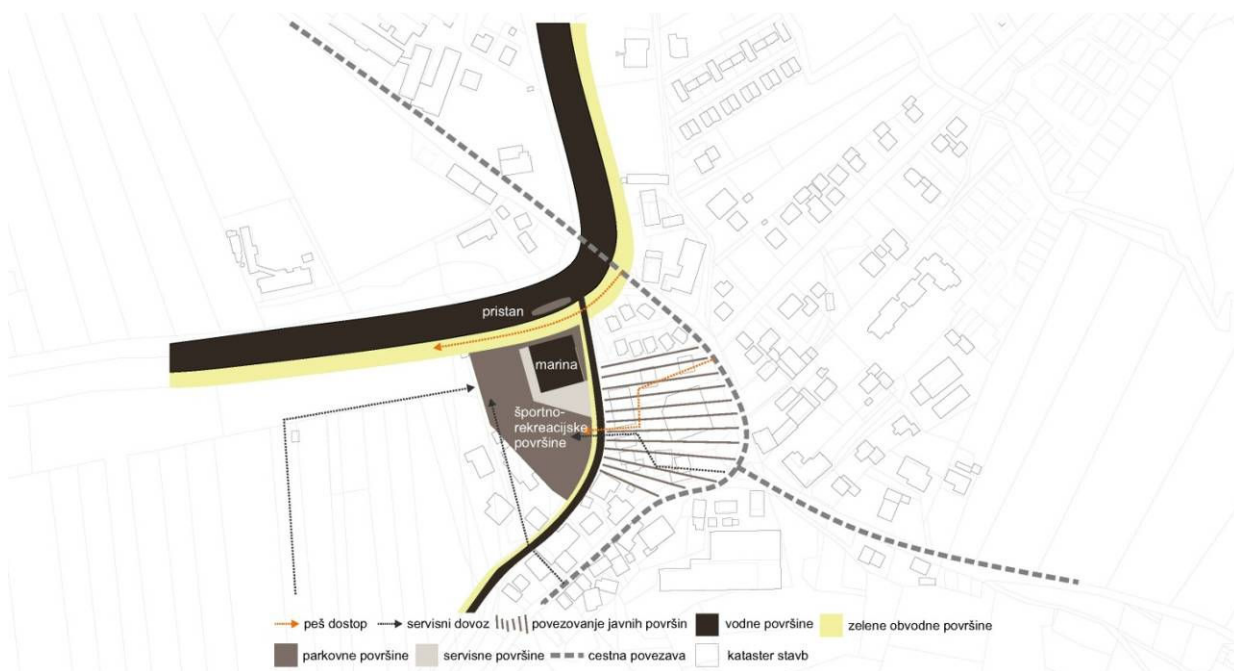 pristan
marina
športno-
rekreacijske
površine
peš dostop
servisni dovoz
povezovanje javnih površin
vodne površine
zelene obvodne površine
parkovne površine
servisne površine
cestna povezava
kataster stavb